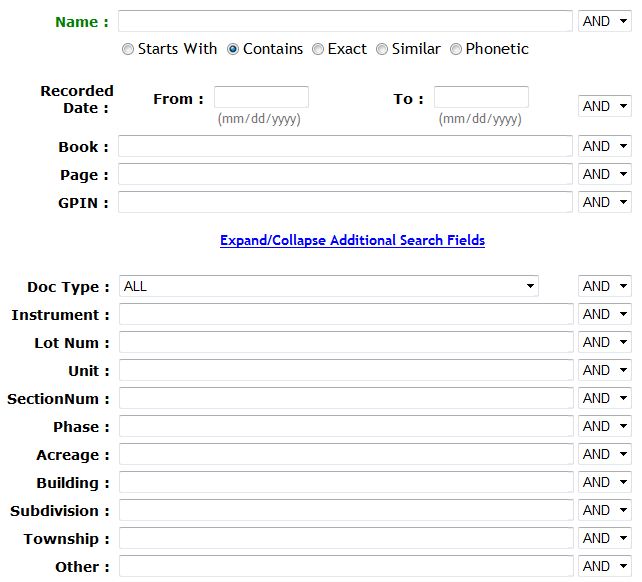 Name : AND
Starts With Contains Exact Similar Phonetic
Recorded
Date : From : To : AND
(mm/dd/yyyy) (mm/dd/yyyy)
Book : AND
Page : AND
GPIN : AND
Expand/Collapse Additional Search Fields
Doc Type : ALL AND
Instrument : AND
Lot Num : AND
Unit : AND
SectionNum : AND
Phase : AND
Acreage : AND
Building : AND
Subdivision : AND
Township : AND
Other : AND